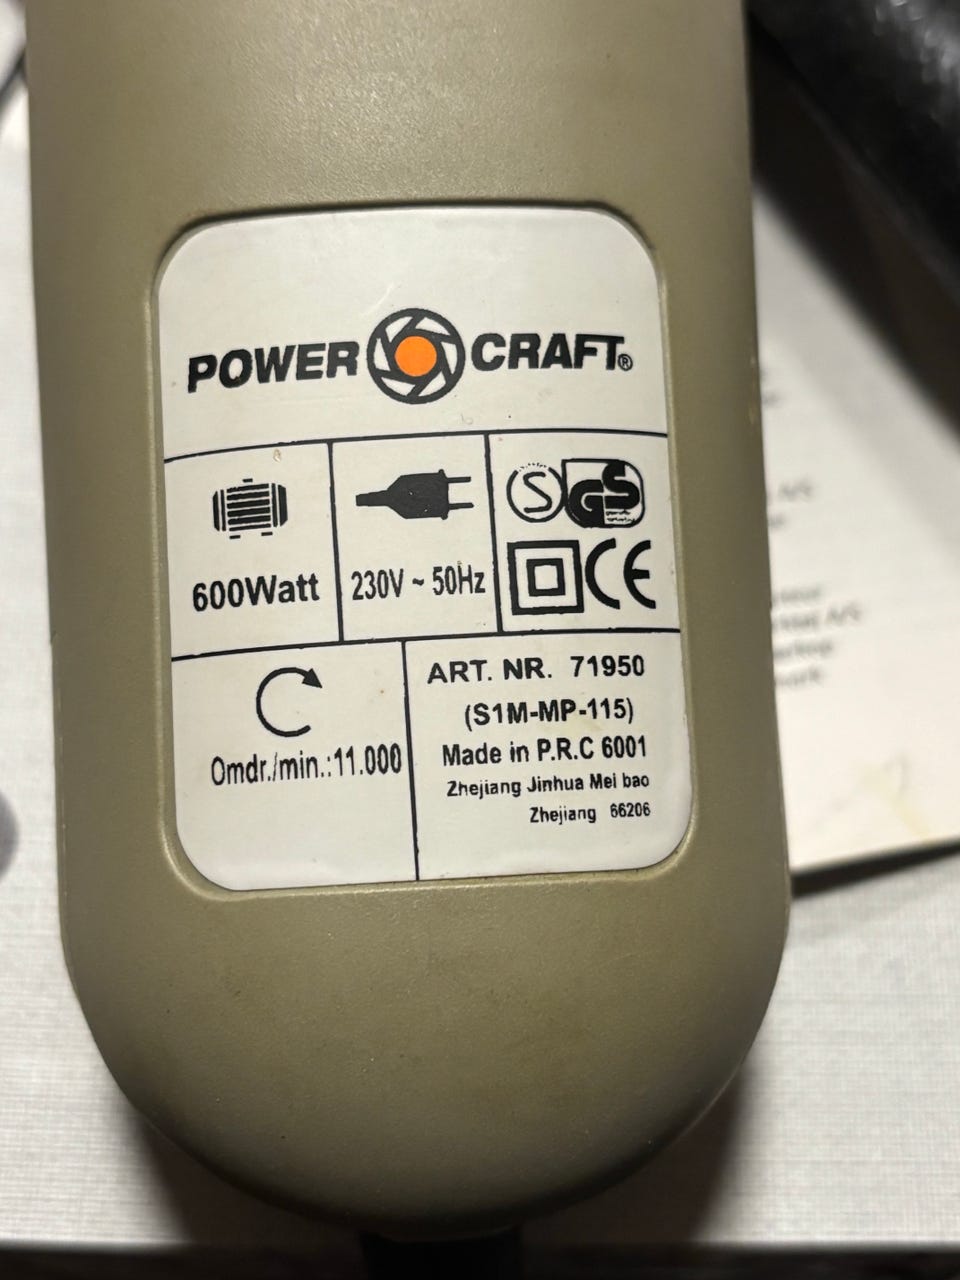 POWER CRAFT®
600Watt
230V ~ 50Hz
S GS
CE
Omdr./min.:11.000
ART. NR. 71950
(S1M-MP-115)
Made in P.R.C 6001
Zhejiang Jinhua Mei bao
Zhejiang 66206
A/S
A/S